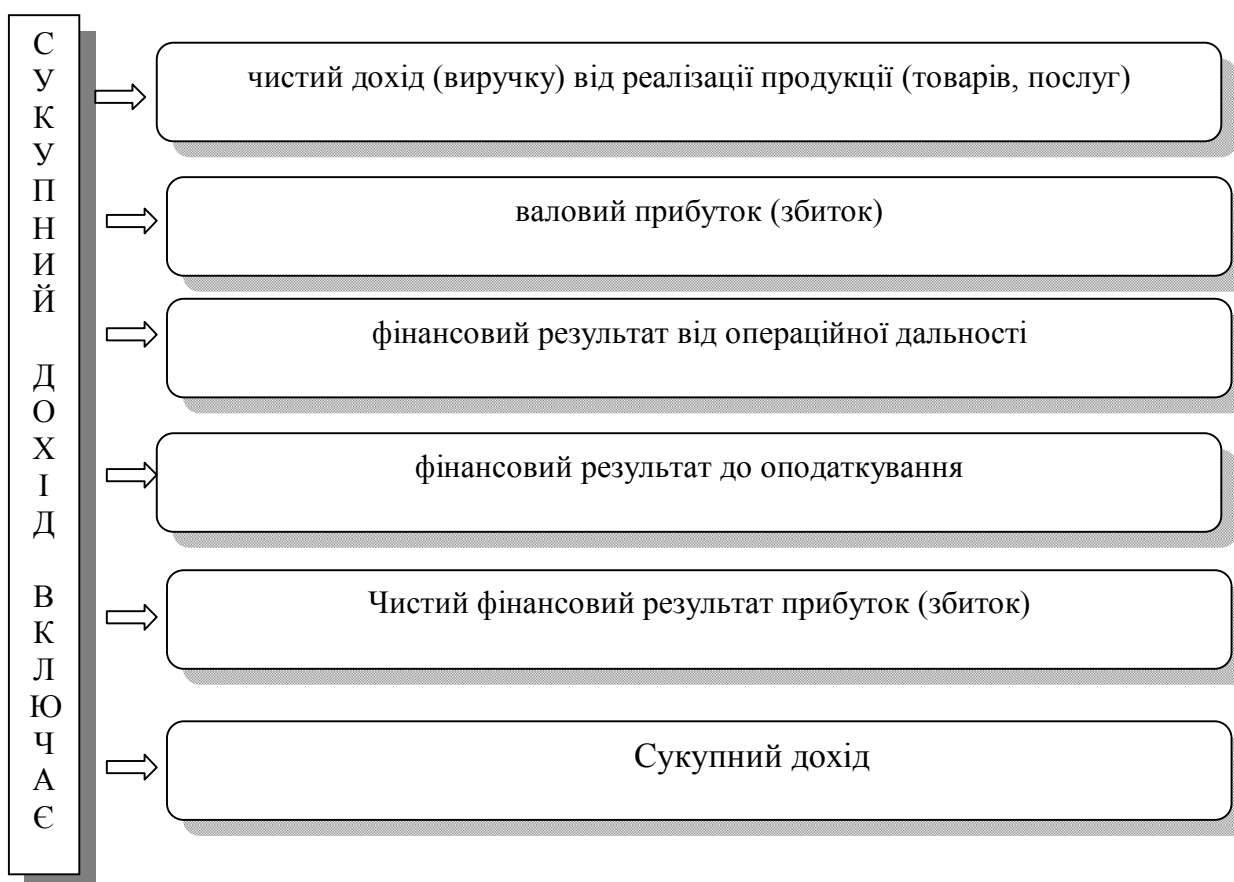 СУКУПНИЙ ДОХІД ВКЛЮЧАЄ
чистий дохід (виручку) від реалізації продукції (товарів, послуг)
валовий прибуток (збиток)
фінансовий результат від операційної дальності
фінансовий результат до оподаткування
Чистий фінансовий результат прибуток (збиток)
Сукупний дохід